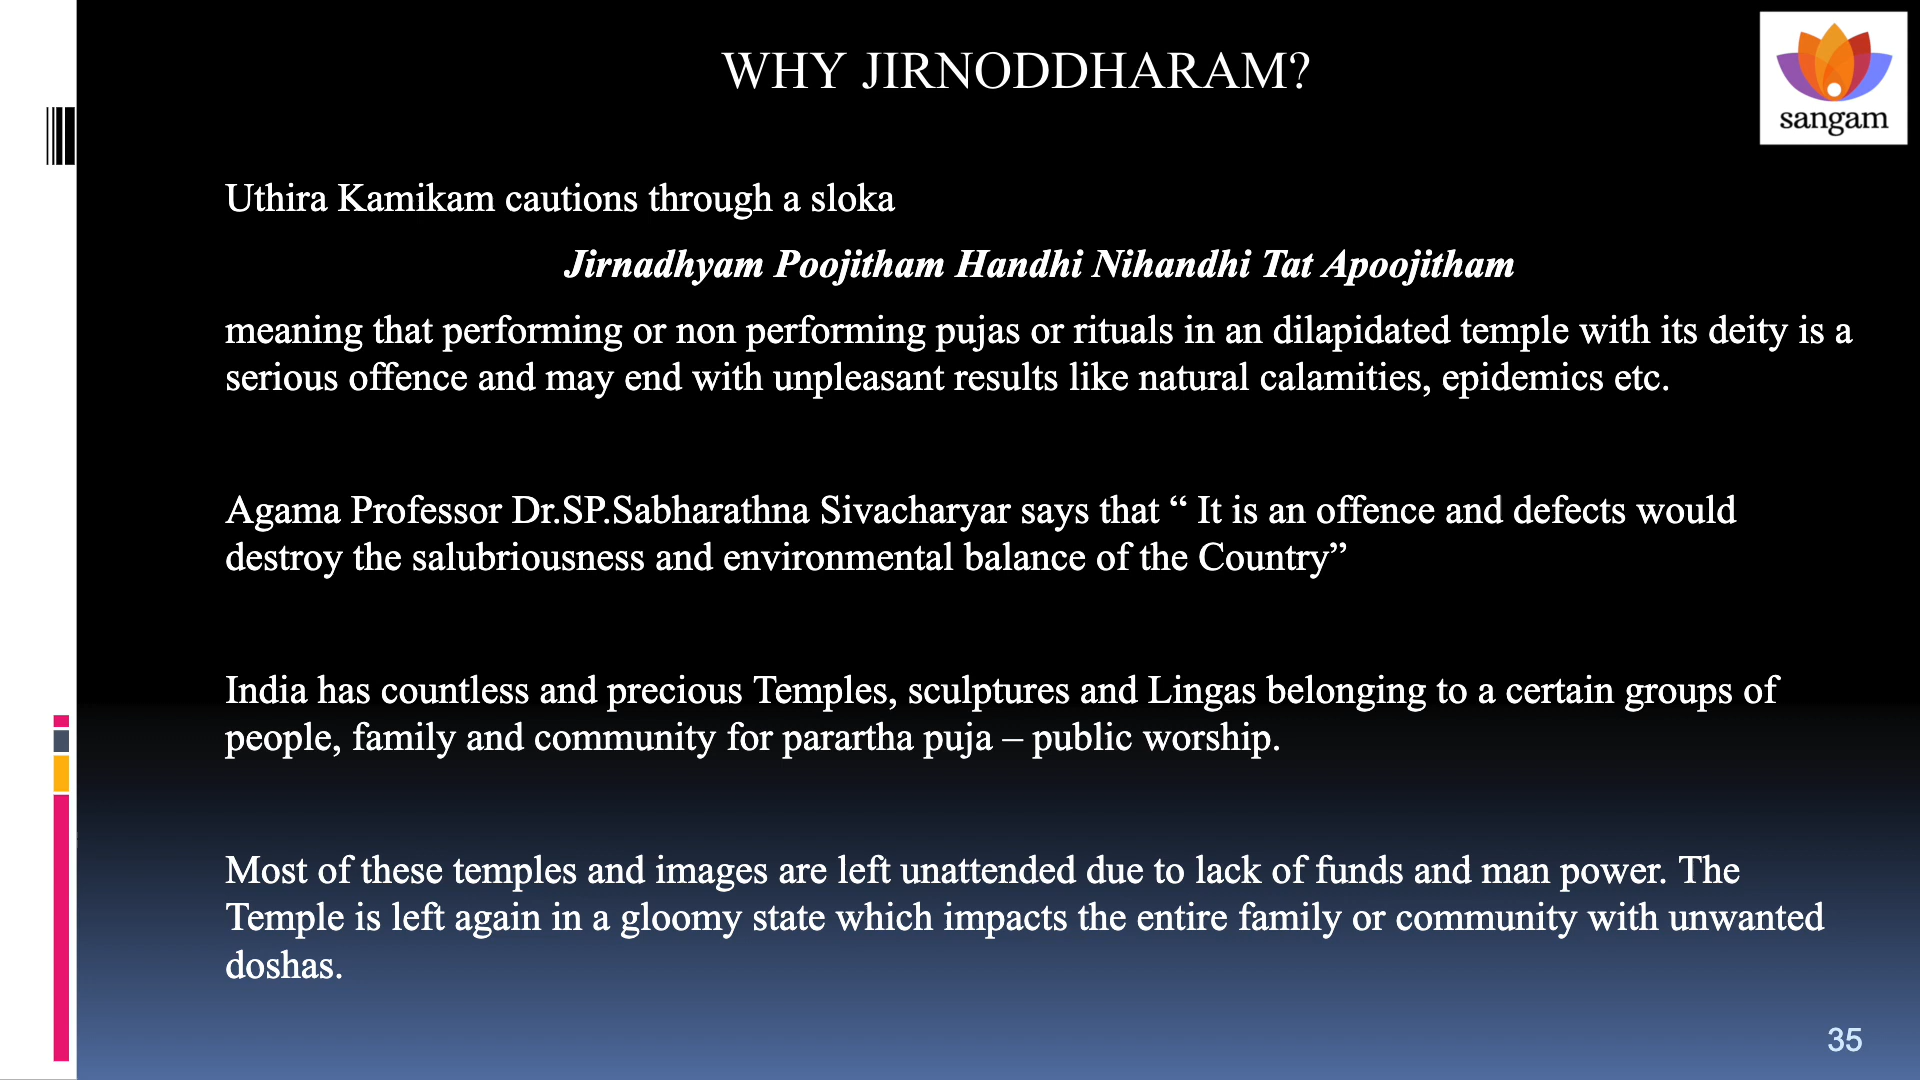 WHY JIRNODDHARAM?
sangam
Uthira Kamikam cautions through a sloka
Jirnadhyam Poojitham Handhi Nihandhi Tat Apoojitham
meaning that performing or non performing pujas or rituals in an dilapidated temple with its deity is a
serious offence and may end with unpleasant results like natural calamities, epidemics etc.
Agama Professor Dr.SP.Sabharathna Sivacharyar says that “ It is an offence and defects would
destroy the salubriousness and environmental balance of the Country”
India has countless and precious Temples, sculptures and Lingas belonging to a certain groups of
people, family and community for parartha puja – public worship.
Most of these temples and images are left unattended due to lack of funds and man power. The
Temple is left again in a gloomy state which impacts the entire family or community with unwanted
doshas.
35